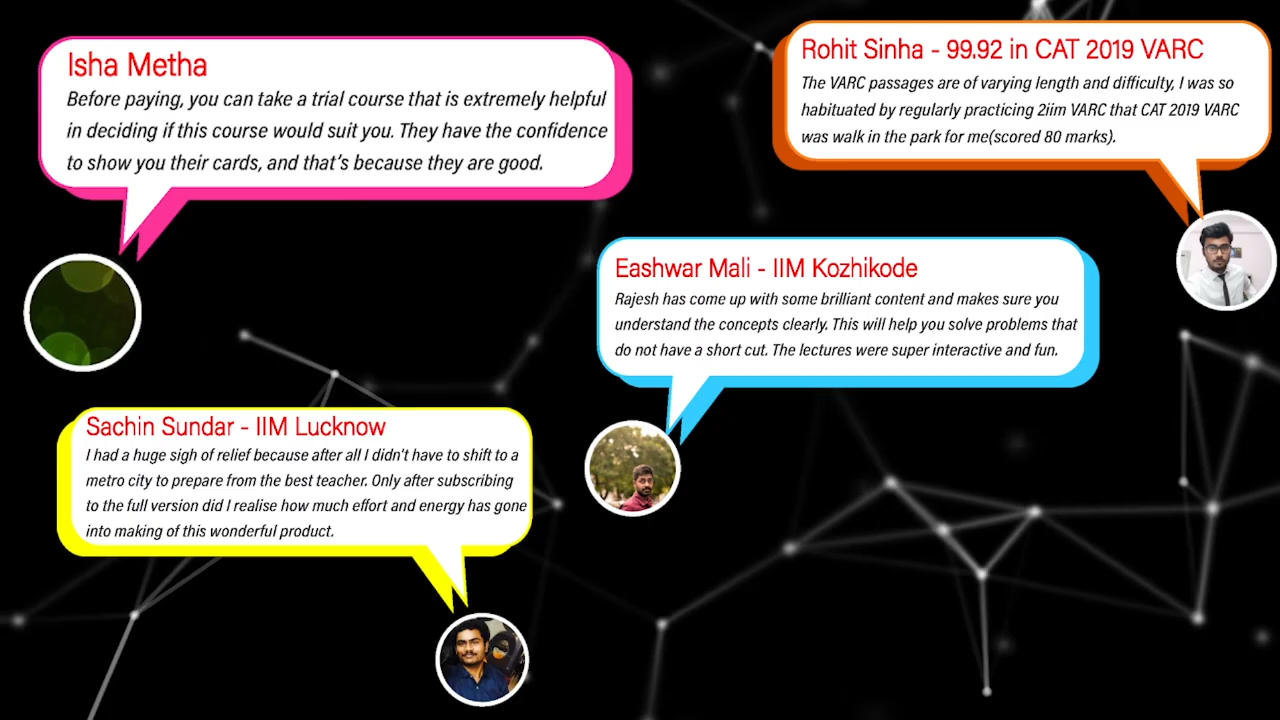 Isha Metha
Before paying, you can take a trial course that is extremely helpful
in deciding if this course would suit you. They have the confidence
to show you their cards, and that's because they are good.
Rohit Sinha - 99.92 in CAT 2019 VARC
The VARC passages are of varying length and difficulty, I was so
habituated by regularly practicing 2iim VARC that CAT 2019 VARC
was walk in the park for me(scored 80 marks).
Eashwar Mali - IIM Kozhikode
Rajesh has come up with some brilliant content and makes sure you
understand the concepts clearly. This will help you solve problems that
do not have a short cut. The lectures were super interactive and fun.
Sachin Sundar - IIM Lucknow
I had a huge sigh of relief because after all I didn't have to shift to a
metro city to prepare from the best teacher. Only after subscribing
to the full version did I realise how much effort and energy has gone
into making of this wonderful product.